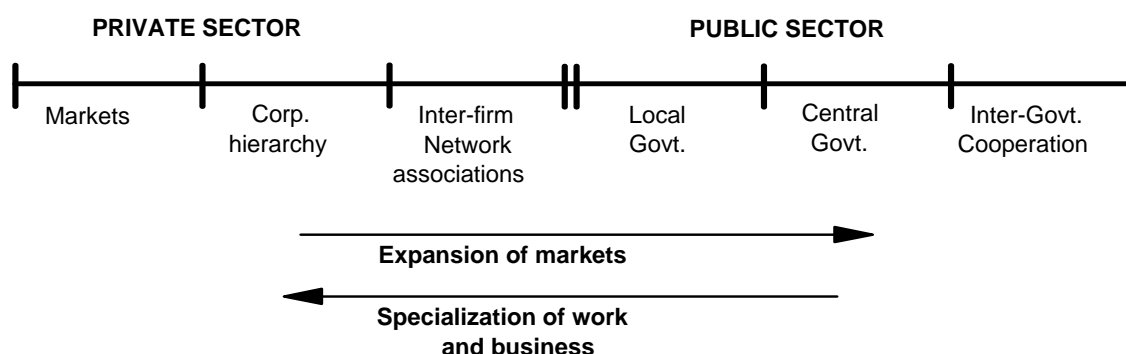 PRIVATE SECTOR
PUBLIC SECTOR
Markets
Corp.
hierarchy
Inter-firm
Network
associations
Local
Govt.
Central
Govt.
Inter-Govt.
Cooperation
Expansion of markets
Specialization of work
and business